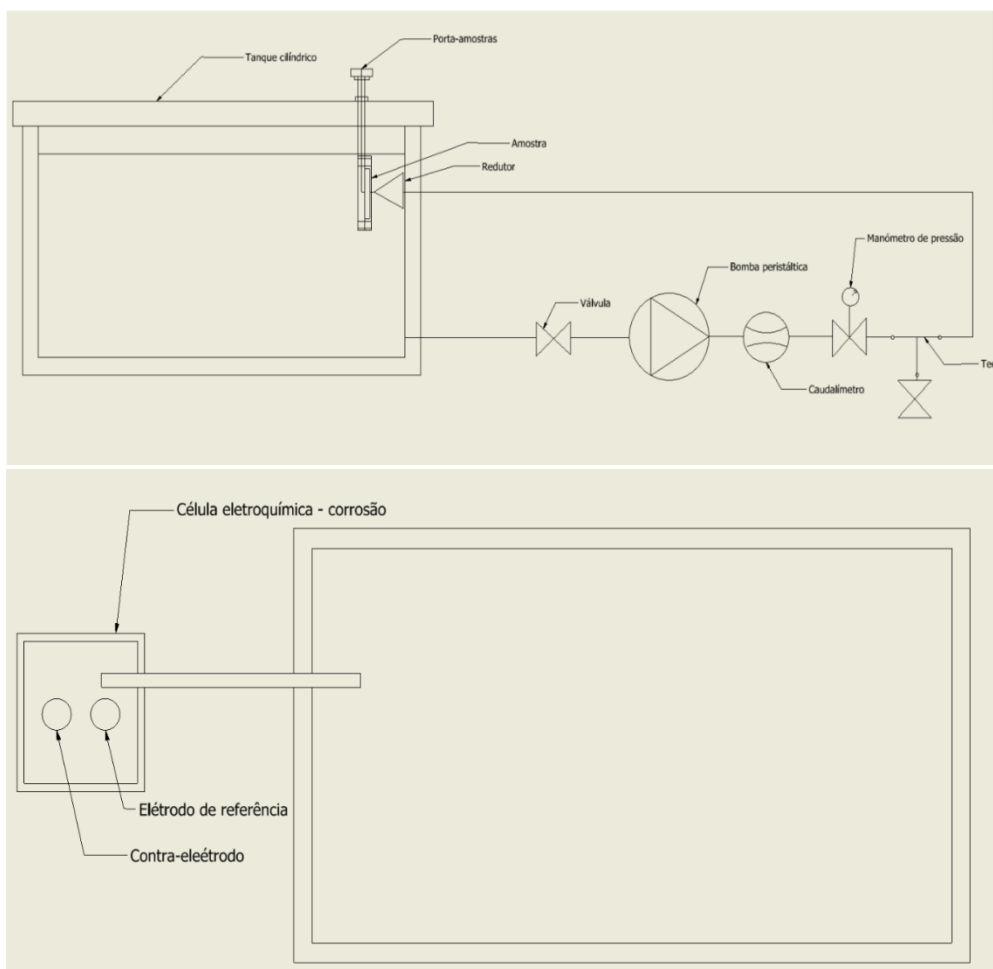 Porta-amostras
Tanque cilíndrico
Amostra
Redutor
Manómetro de pressão
Bomba peristáltica
Válvula
Tee
Caudalímetro
Célula eletroquímica - corrosão
Elétrodo de referência
Contra-eleétrodo